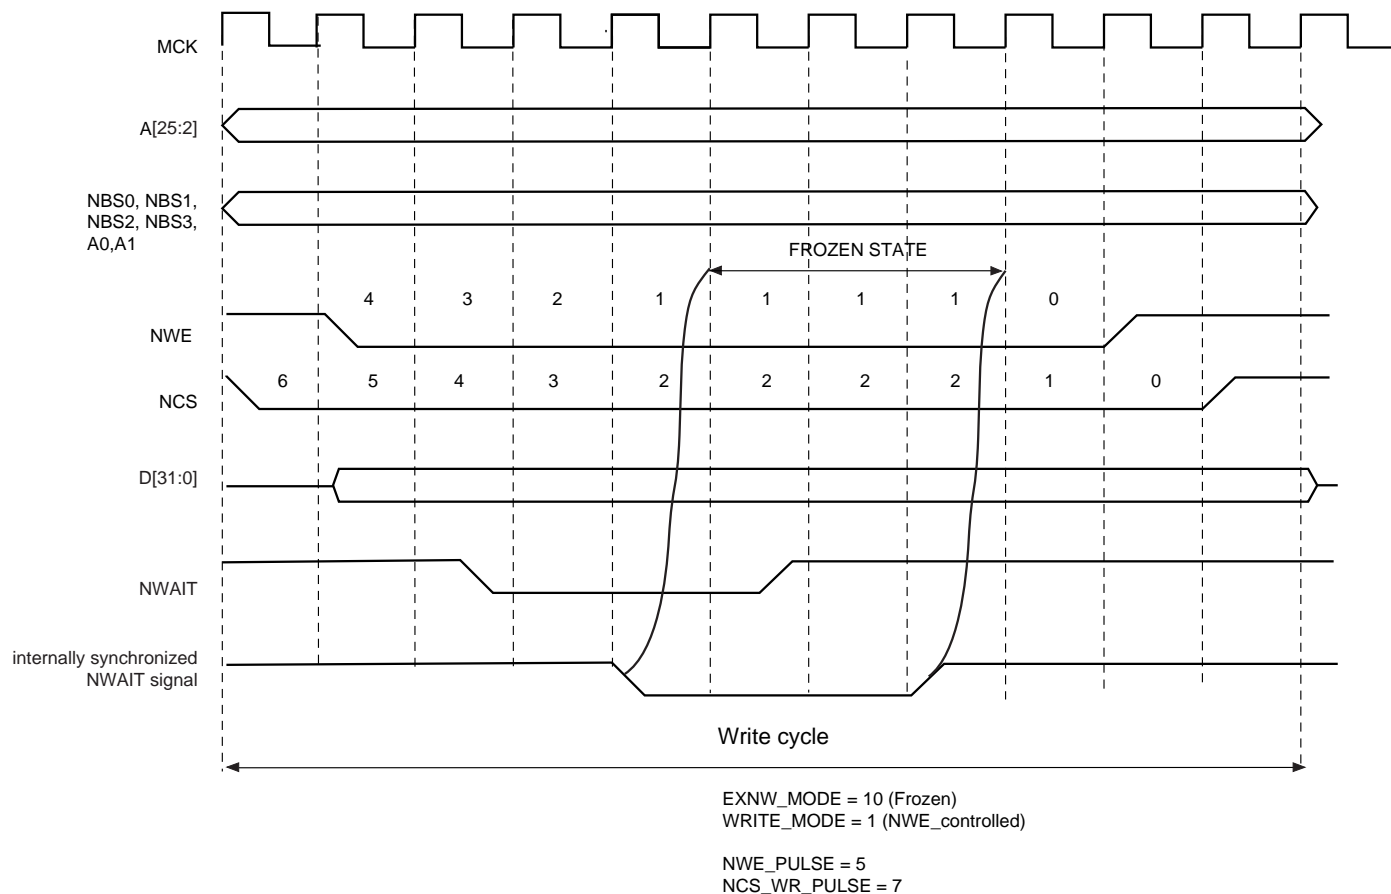 MCK
A[25:2]
NBS0, NBS1,
NBS2, NBS3,
A0,A1
FROZEN STATE
4 3 2 1 1 1 1 0
NWE
6 5 4 3 2 2 2 2 1 0
NCS
D[31:0]
NWAIT
internally synchronized
NWAIT signal
Write cycle
EXNW_MODE = 10 (Frozen)
WRITE_MODE = 1 (NWE_controlled)
NWE_PULSE = 5
NCS_WR_PULSE = 7